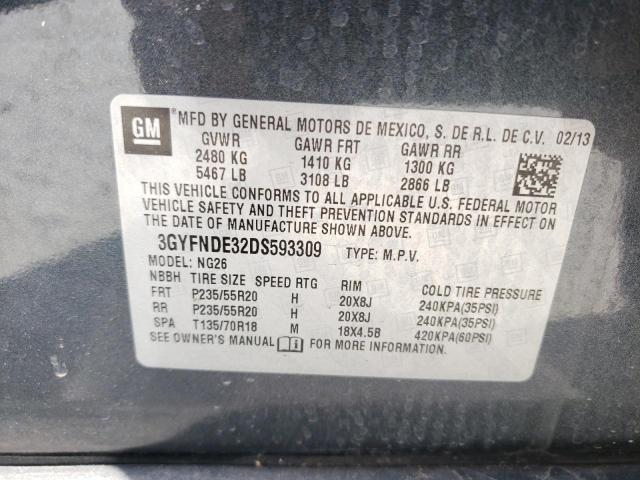 GM
MFD BY GENERAL MOTORS DE MEXICO, S. DE R.L. DE C.V. 02/13
GVWR GAWR FRT GAWR RR
2480 KG 1410 KG 1300 KG
5467 LB 3108 LB 2866 LB
THIS VEHICLE CONFORMS TO ALL APPLICABLE U.S. FEDERAL MOTOR
VEHICLE SAFETY AND THEFT PREVENTION STANDARDS IN EFFECT ON
THE DATE OF MANUFACTURE SHOWN ABOVE.
3GYFNDE32DS593309 TYPE: M.P.V.
MODEL: NG26
NBBH TIRE SIZE SPEED RTG RIM COLD TIRE PRESSURE
FRT P235/55R20 H 20X8J 240KPA(35PSI)
RR P235/55R20 H 20X8J 240KPA(35PSI)
SPA T135/70R18 M 18X4.5B 420KPA(60PSI)
SEE OWNER'S MANUAL FOR MORE INFORMATION